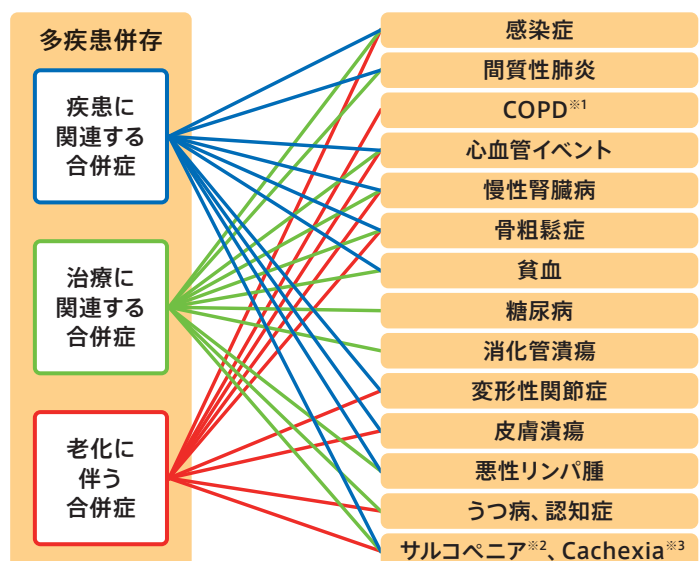 多疾患併存
疾患に
関連する
合併症
治療に
関連する
合併症
老化に
伴う
合併症
感染症
間質性肺炎
COPD※1
心血管イベント
慢性腎臓病
骨粗鬆症
貧血
糖尿病
消化管潰瘍
変形性関節症
皮膚潰瘍
悪性リンパ腫
うつ病、認知症
サルコペニア※2、Cachexia※3